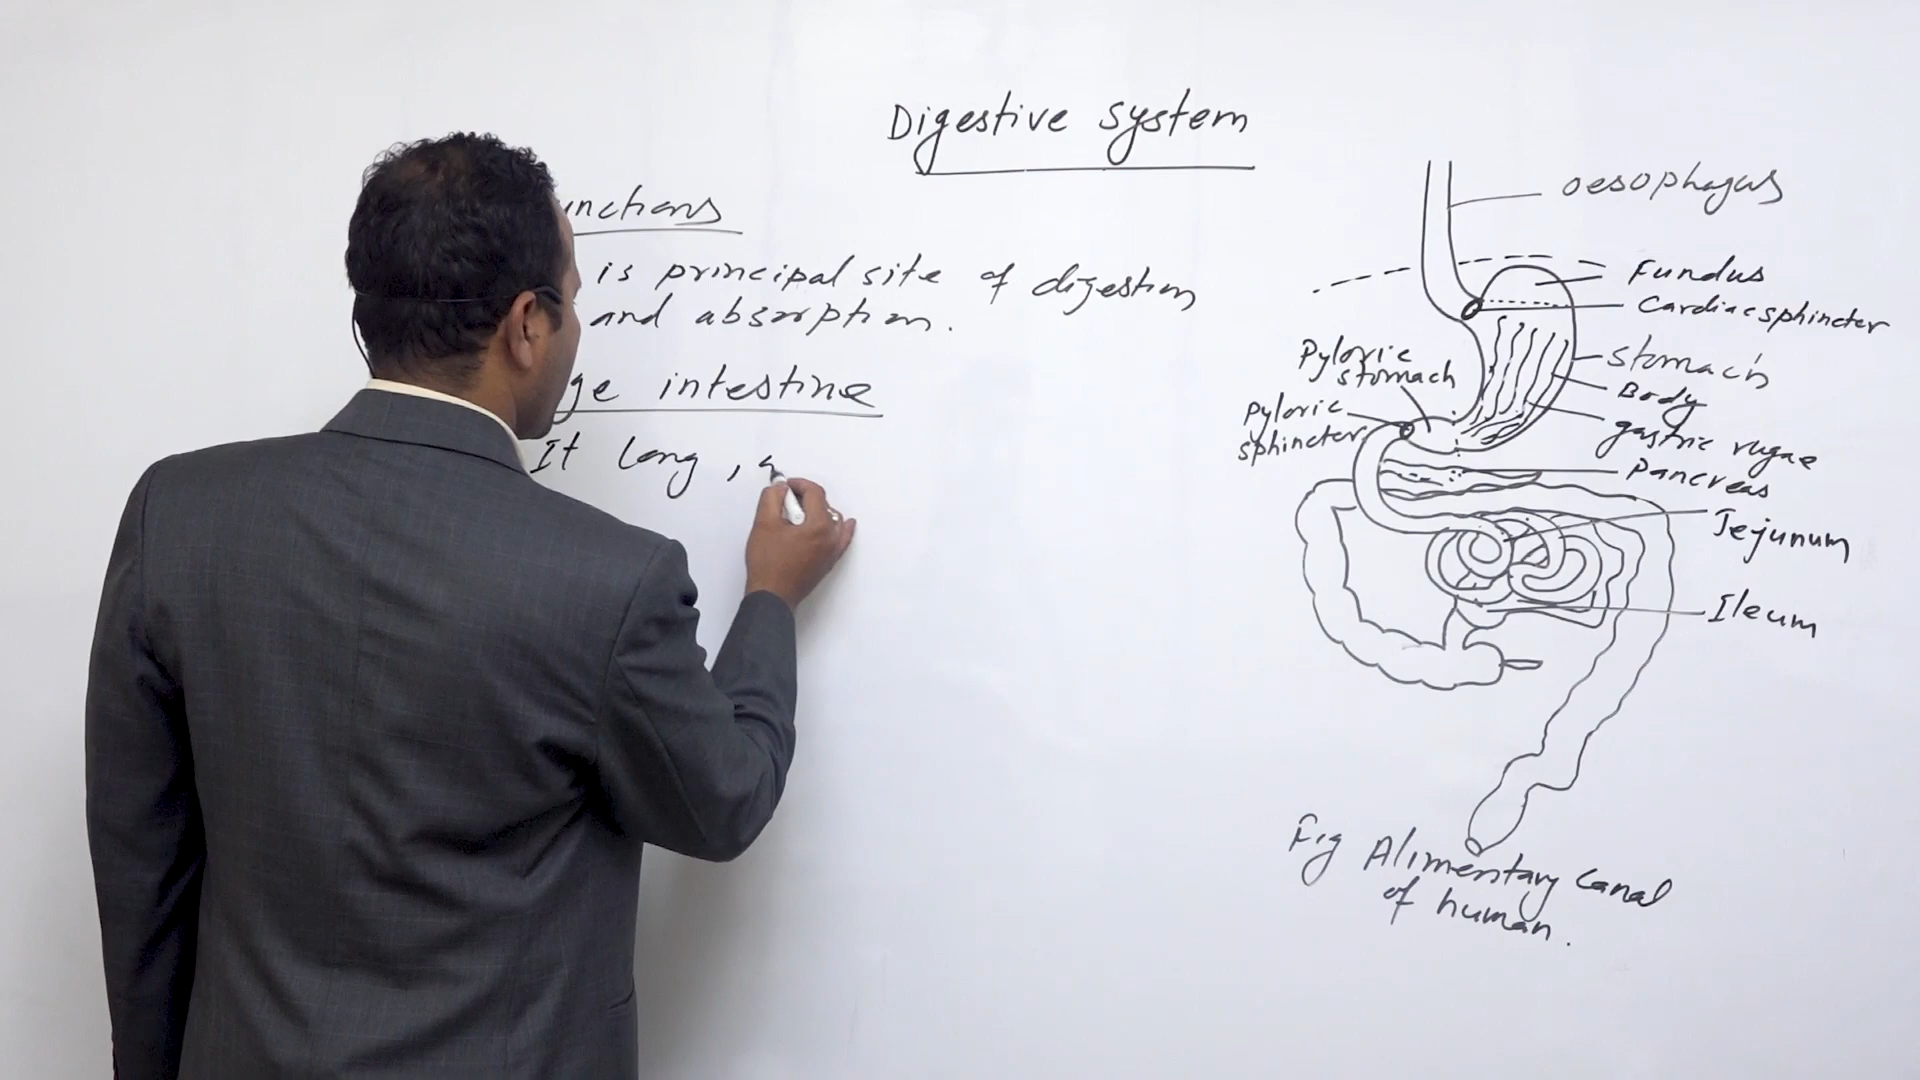 Digestive system
unctions
is principal site of digestion
and absorption.
ge intestine
It long, 
oesophagus
Fundus
Cardiac sphincter
Pyloric
stomach
stomach
Body
Pyloric
sphincter
gastric rugae
Pancreas
Jejunum
Ileum
Fig Alimentary Canal
of human.